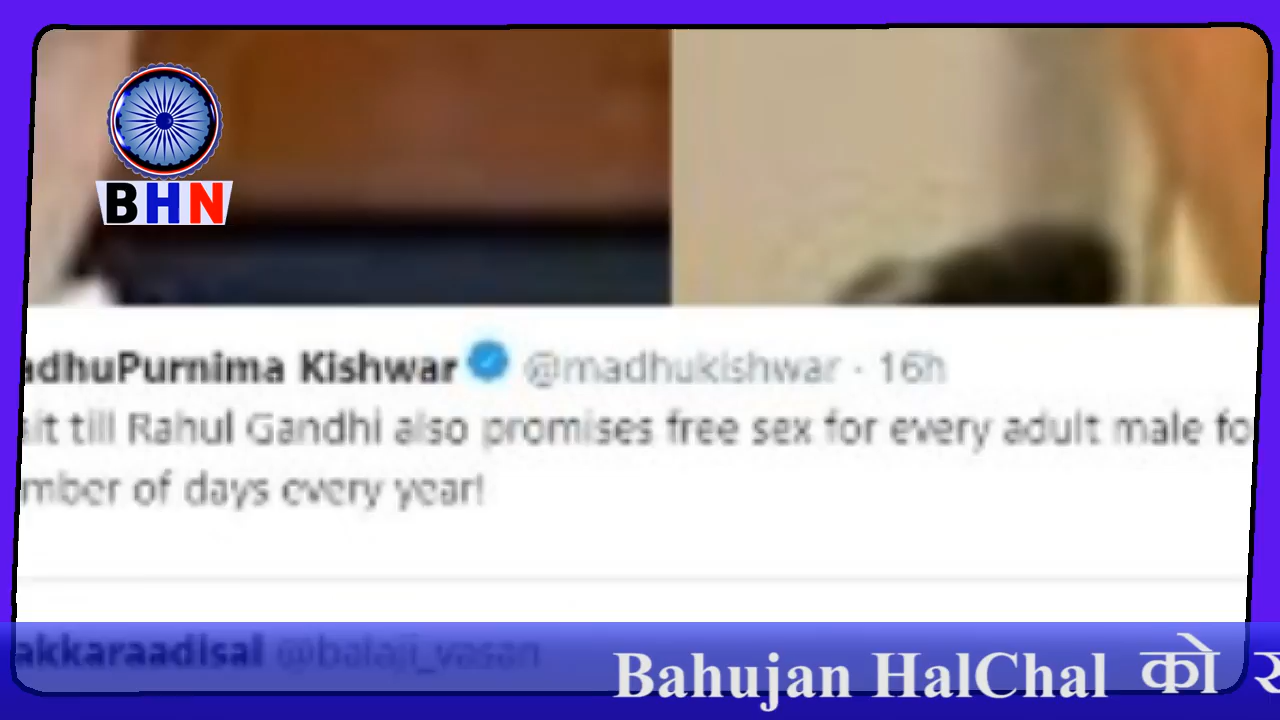 BHN
adhuPurnima Kishwar @madhukishwar · 16h
it till Rahul Gandhi also promises free sex for every adult male fo
mber of days every year!
akkaraadisal @balaji_vasan
Bahujan HalChal को